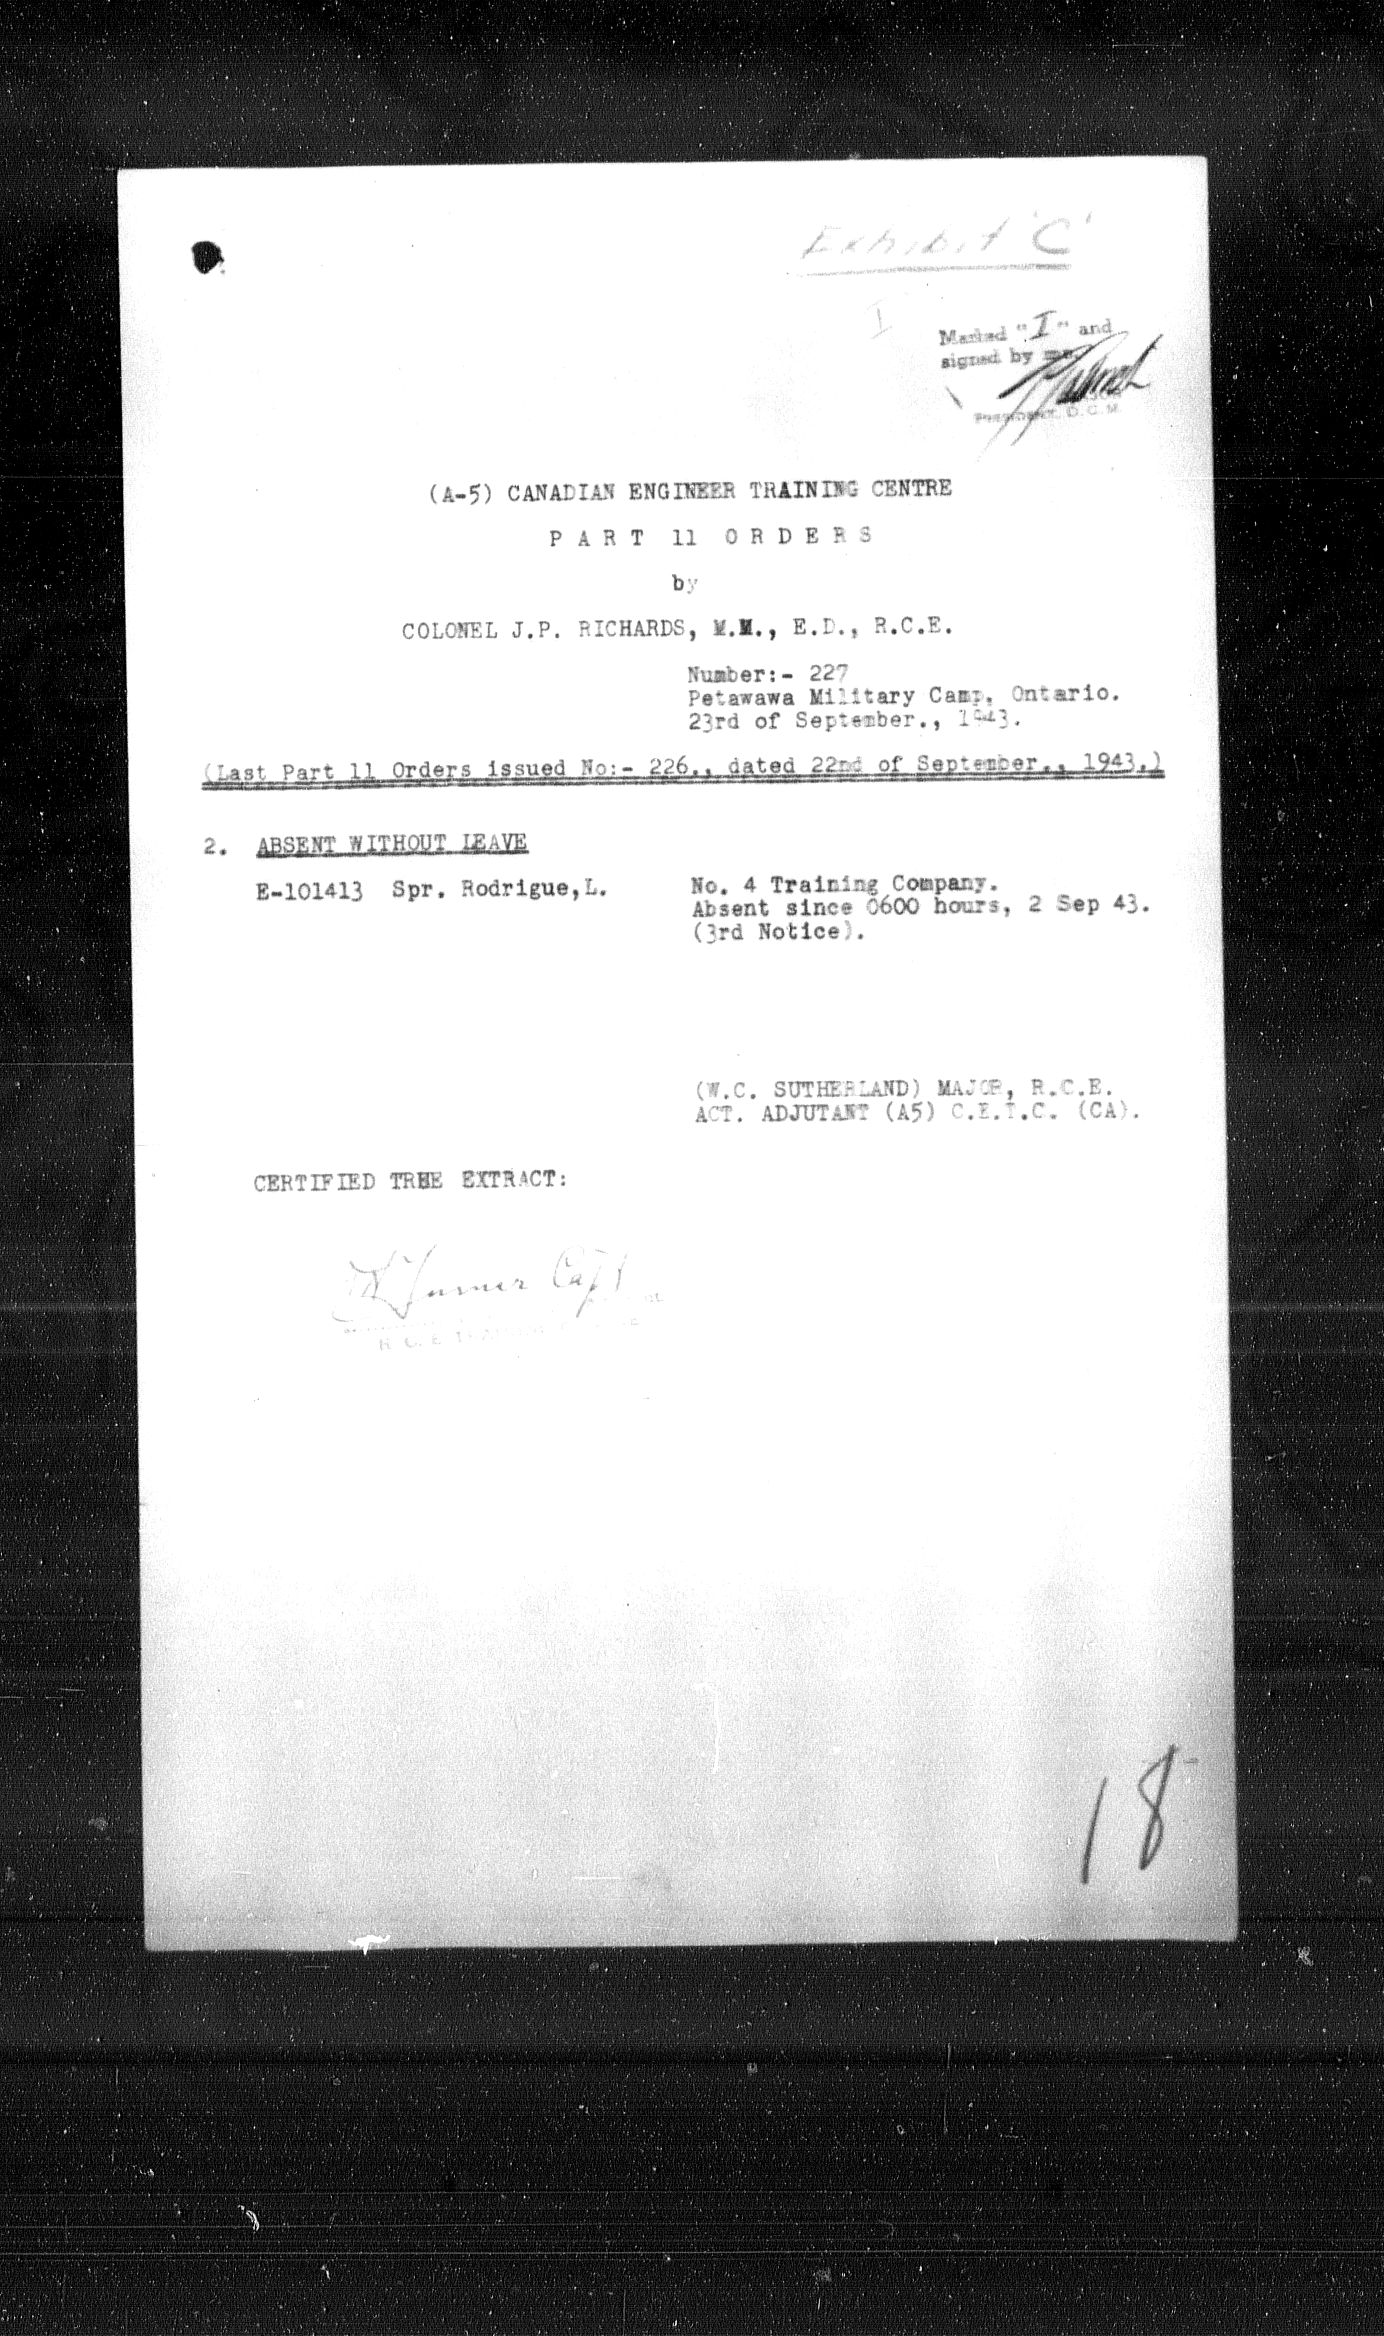 Exhibit 'C'
I
Marked "I" and
signed by me
President, D.C.M.
(A-5) CANADIAN ENGINEER TRAINING CENTRE
PART 11 ORDERS
by
COLONEL J.P. RICHARDS, M.M., E.D., R.C.E.
Number:- 227
Petawawa Military Camp, Ontario.
23rd of September., 1943.
(Last Part 11 Orders issued No:- 226., dated 22nd of September., 1943.)
2. ABSENT WITHOUT LEAVE
E-101413 Spr. Rodrigue,L. No. 4 Training Company.
Absent since 0600 hours, 2 Sep 43.
(3rd Notice).
(W.C. SUTHERLAND) MAJOR, R.C.E.
ACT. ADJUTANT (A5) C.E.T.C. (CA).
CERTIFIED TRUE EXTRACT:
Turner Capt
R. C. E.
18